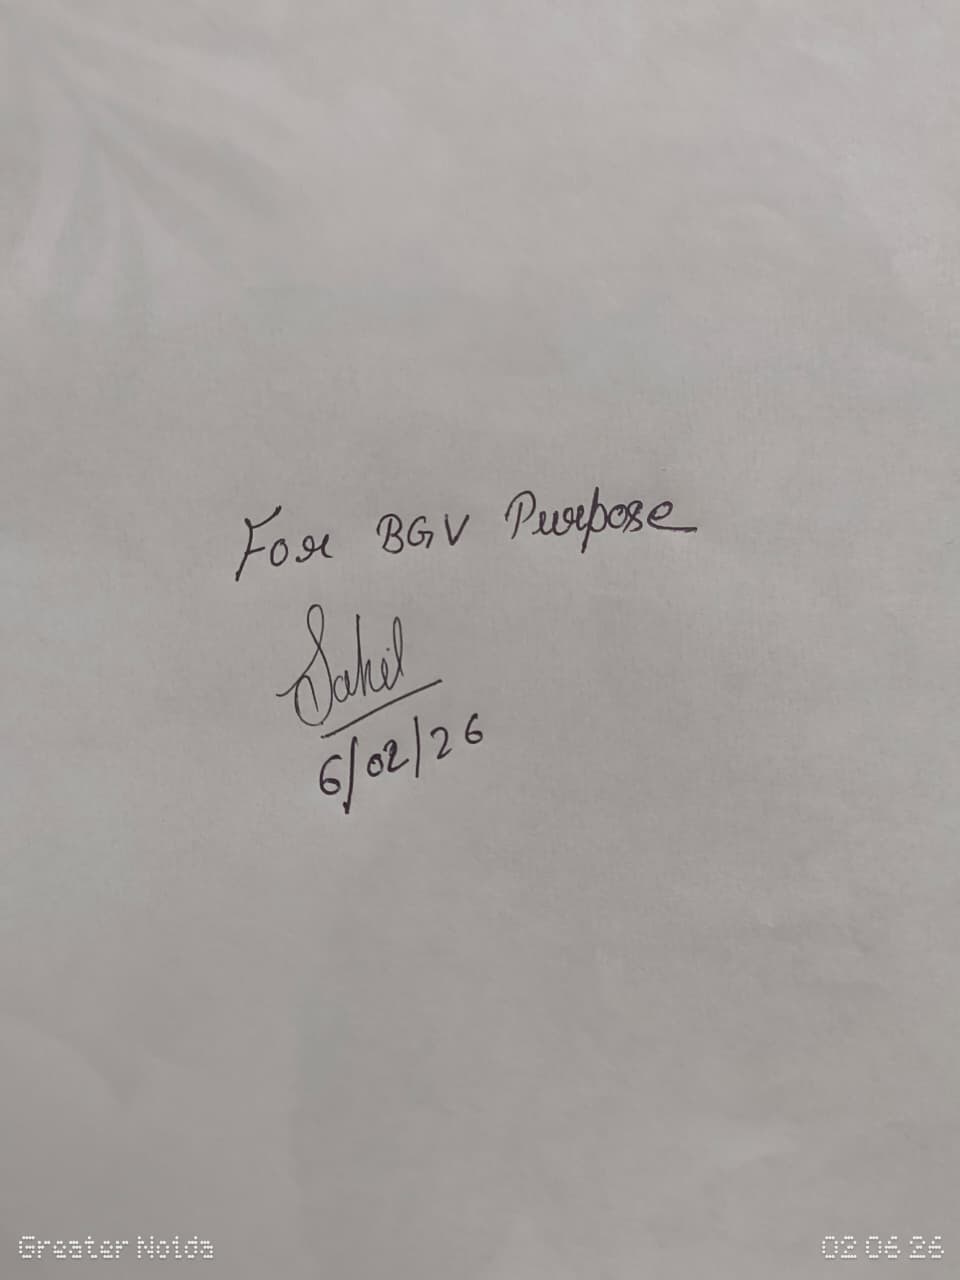 For BGV Purpose
Sahil
6/02/26
Greater Noida
02 06 26